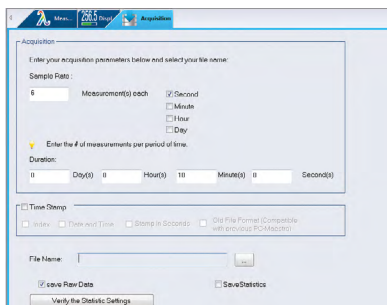 Meas... 256.5 Displ Acquisition
Acquisition
Enter your acquisition parameters below and select your file name:
Sample Rate :
6 Measurement(s) each Second
Minute
Hour
Day
Enter the # of measurements per period of time.
Duration:
0 Day(s) 0 Hour(s) 10 Minute(s) 0 Second(s)
Time Stamp
Index Date and Time Stamp in Seconds Old File Format (Compatible
with previous PC-Maestro)
File Name: ...
save Raw Data SaveStatistics
Verify the Statistic Settings